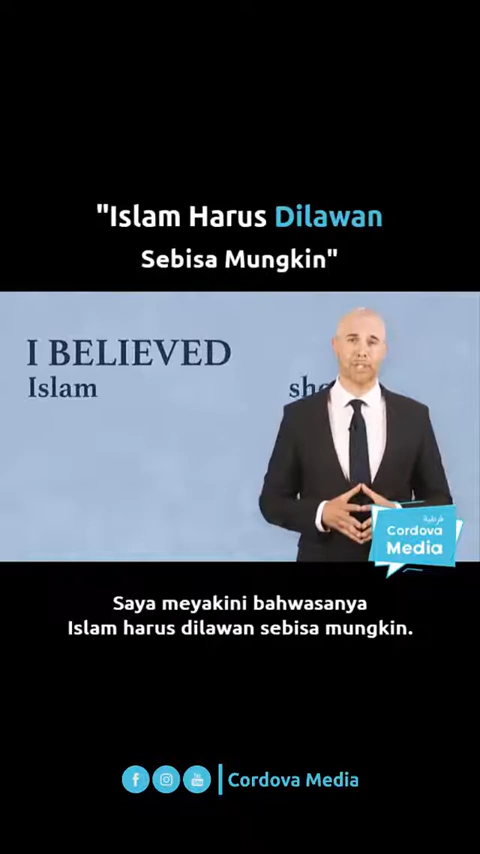 "Islam Harus Dilawan
Sebisa Mungkin"
I BELIEVED
Islam
قرطبة
Cordova
Media
Saya meyakini bahwasanya
Islam harus dilawan sebisa mungkin.
Cordova Media